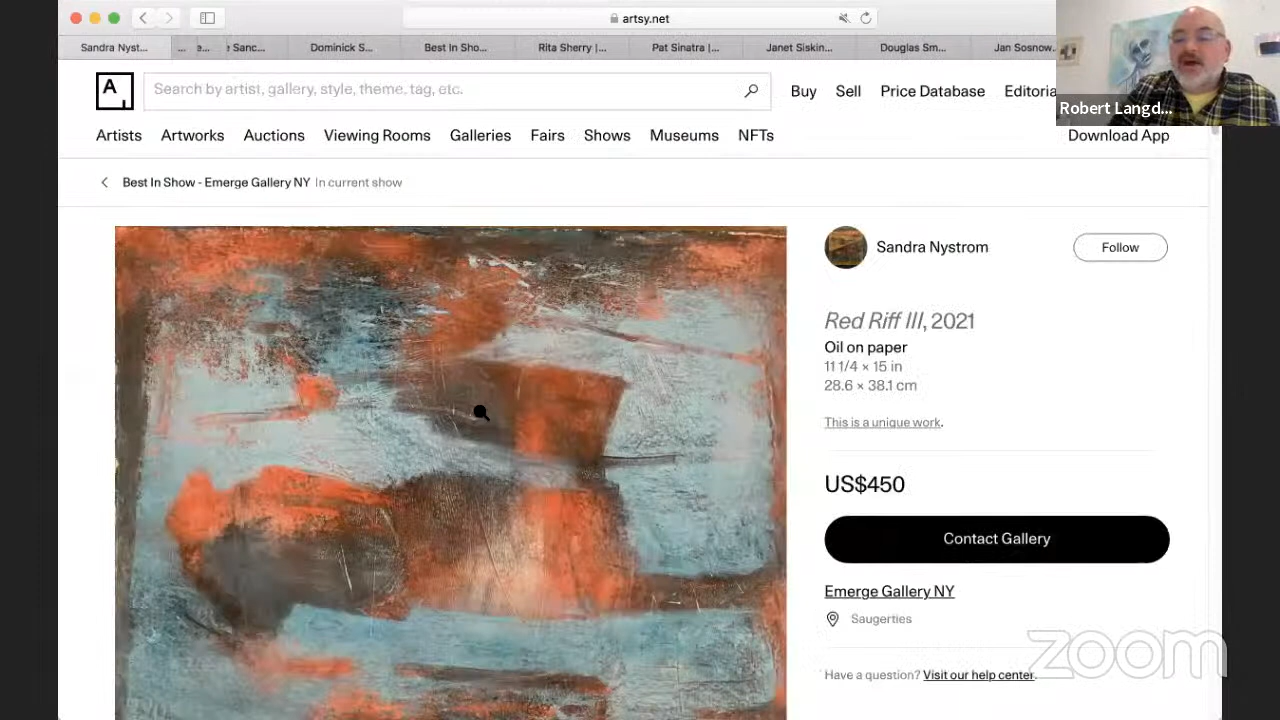 artsy.net
Sandra Nyst...
... e... e Sanc...
Dominick S...
Best In Sho...
Rita Sherry |...
Pat Sinatra |...
Janet Siskin...
Douglas Sm...
Jan Sosnow...
A
Search by artist, gallery, style, theme, tag, etc.
Buy Sell Price Database Editoria
Robert Langd...
Artists Artworks Auctions Viewing Rooms Galleries Fairs Shows Museums NFTs
Download App
Best In Show - Emerge Gallery NY In current show
Sandra Nystrom
Follow
Red Riff III, 2021
Oil on paper
11 1/4 × 15 in
28.6 × 38.1 cm
This is a unique work.
US$450
Contact Gallery
Emerge Gallery NY
Saugerties
zoom
Have a question? Visit our help center.